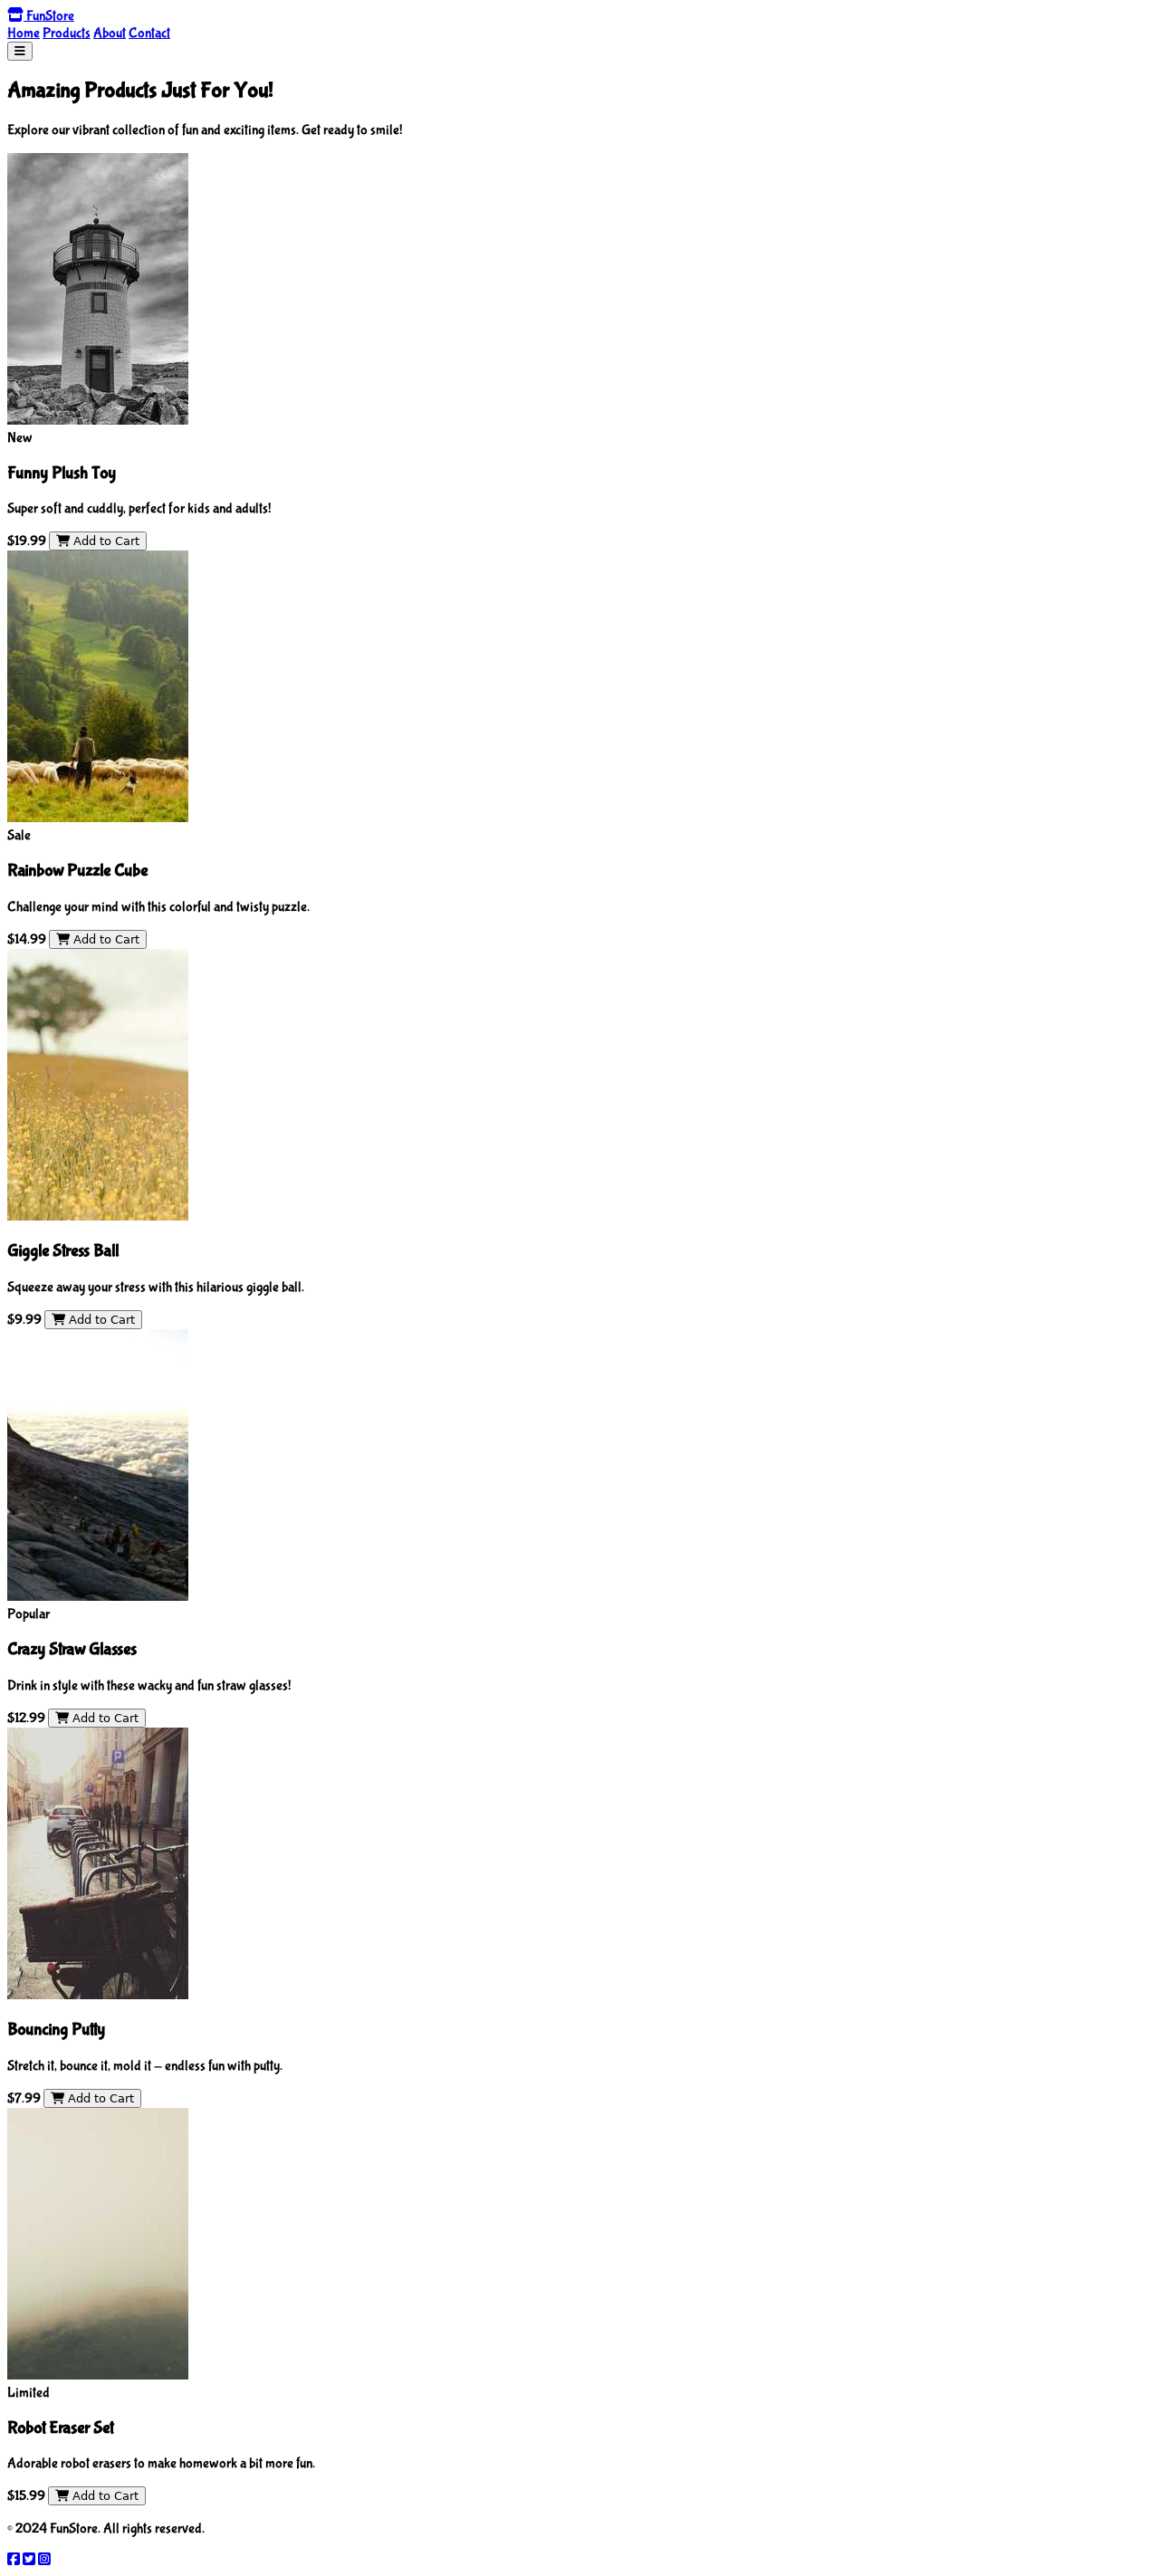 FunStore
Home Products About Contact
Amazing Products Just For You!
Explore our vibrant collection of fun and exciting items. Get ready to smile!
New
Funny Plush Toy
Super soft and cuddly, perfect for kids and adults!
$19.99 Add to Cart
Sale
Rainbow Puzzle Cube
Challenge your mind with this colorful and twisty puzzle.
$14.99 Add to Cart
Giggle Stress Ball
Squeeze away your stress with this hilarious giggle ball.
$9.99 Add to Cart
Popular
Crazy Straw Glasses
Drink in style with these wacky and fun straw glasses!
$12.99 Add to Cart
P
Bouncing Putty
Stretch it, bounce it, mold it – endless fun with putty.
$7.99 Add to Cart
Limited
Robot Eraser Set
Adorable robot erasers to make homework a bit more fun.
$15.99 Add to Cart
© 2024 FunStore. All rights reserved.